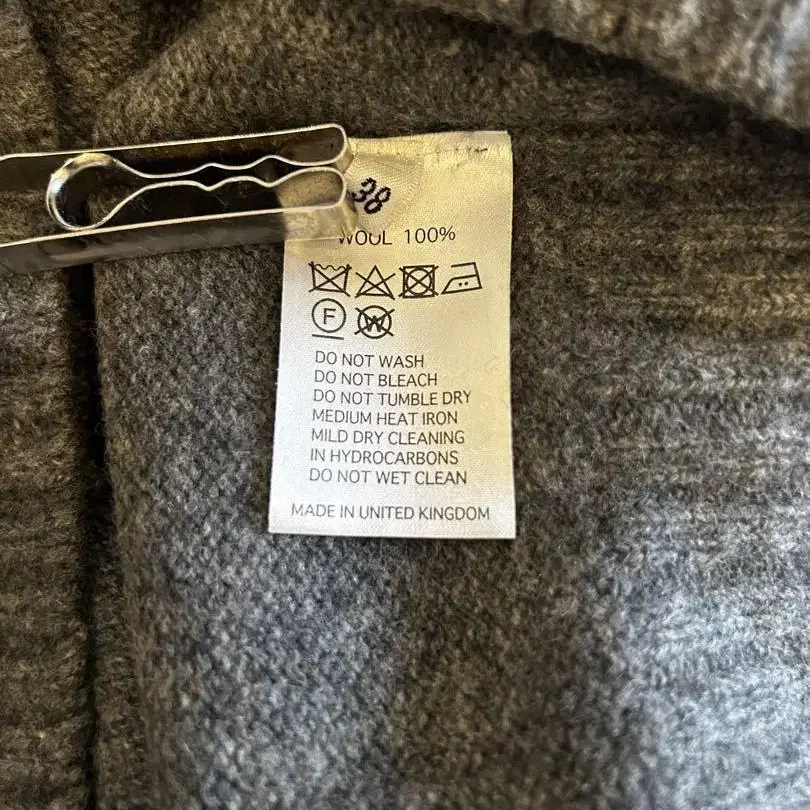 38
WOOL 100%
F W
DO NOT WASH
DO NOT BLEACH
DO NOT TUMBLE DRY
MEDIUM HEAT IRON
MILD DRY CLEANING
IN HYDROCARBONS
DO NOT WET CLEAN
MADE IN UNITED KINGDOM